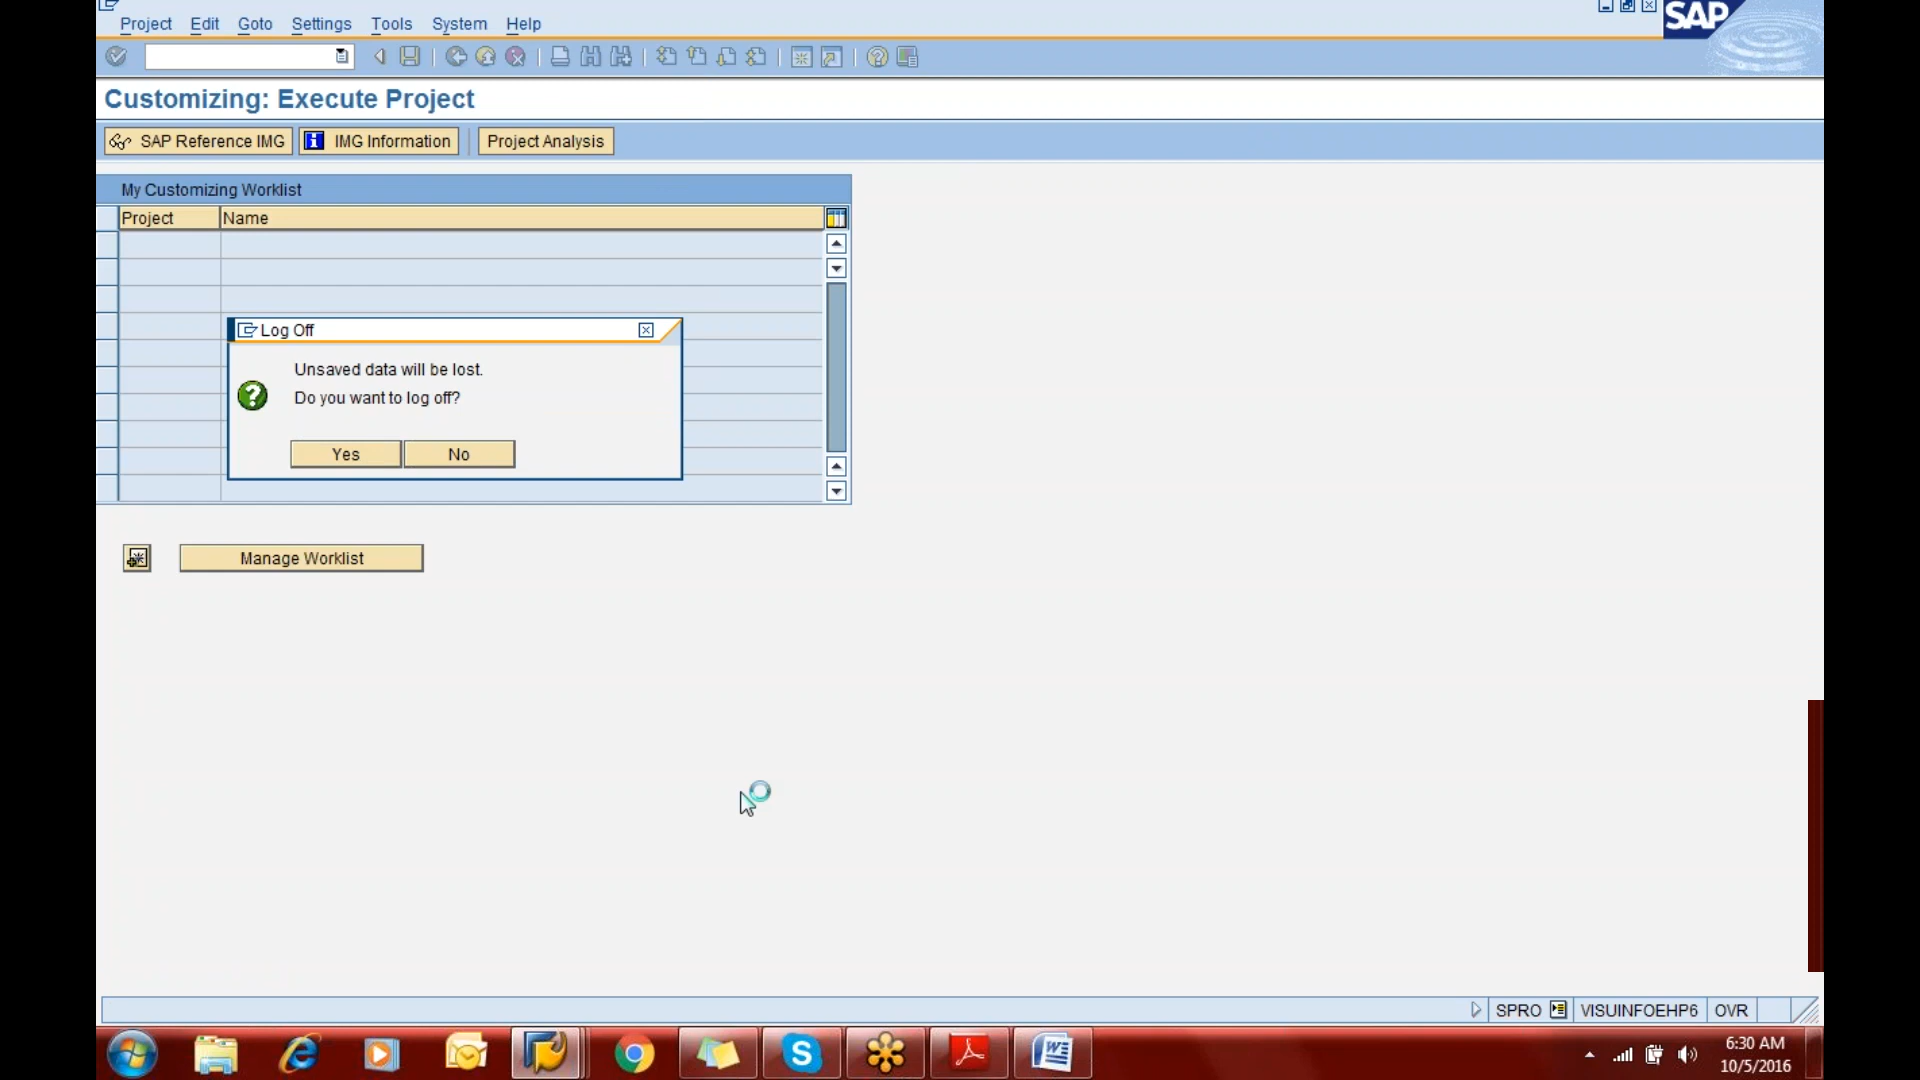 Project Edit Goto Settings Tools System Help
SAP
Customizing: Execute Project
SAP Reference IMG IMG Information Project Analysis
My Customizing Worklist
Project Name
Log Off
Unsaved data will be lost.
Do you want to log off?
Yes No
Manage Worklist
SPRO VISUINFOEHP6 OVR
6:30 AM
10/5/2016